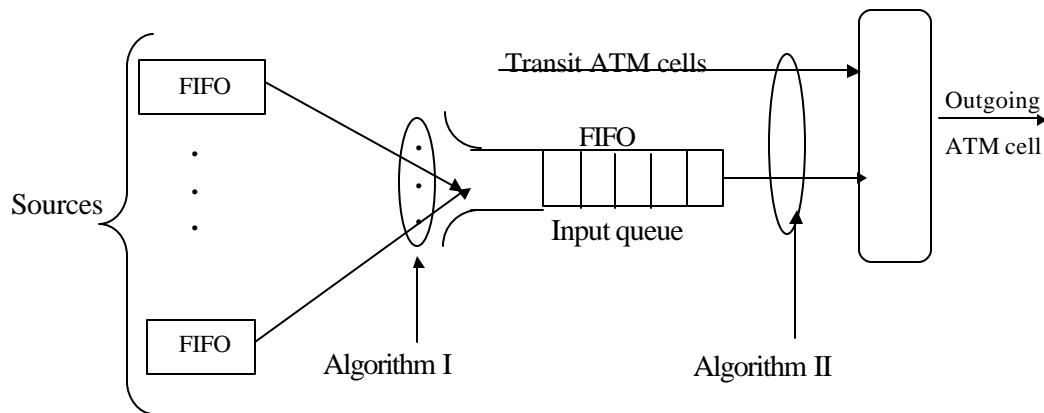 Transit ATM cells
FIFO
Outgoing
ATM cell
FIFO
Sources
Input queue
FIFO
Algorithm I
Algorithm II